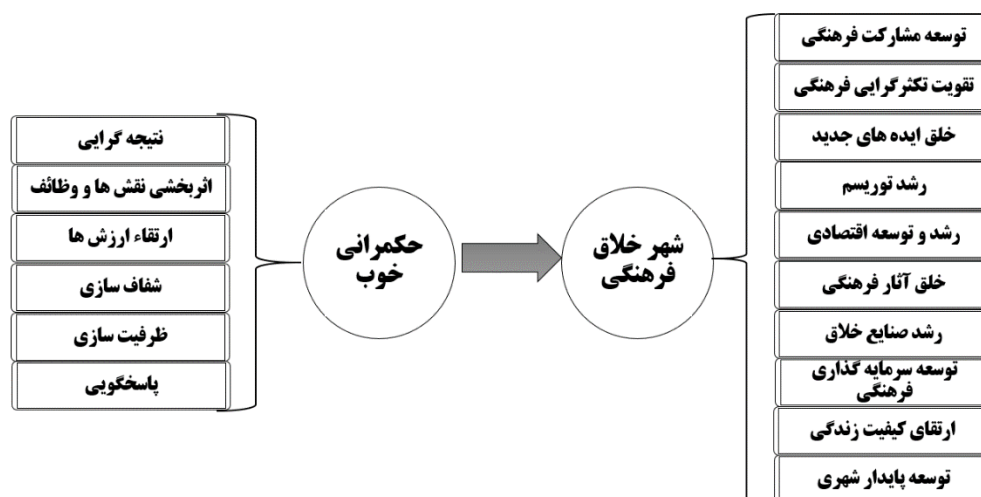 توسعه مشارکت فرهنگی
تقویت تکثرگرایی فرهنگی
خلق ایده های جدید
رشد توریسم
رشد و توسعه اقتصادی
خلق آثار فرهنگی
رشد صنایع خلاق
توسعه سرمایه گذاری
فرهنگی
ارتقای کیفیت زندگی
توسعه پایدار شهری
شهر خلاق
فرهنگی
حکمرانی
خوب
نتیجه گرایی
اثربخشی نقش ها و وظائف
ارتقاء ارزش ها
شفاف سازی
ظرفیت سازی
پاسخگویی